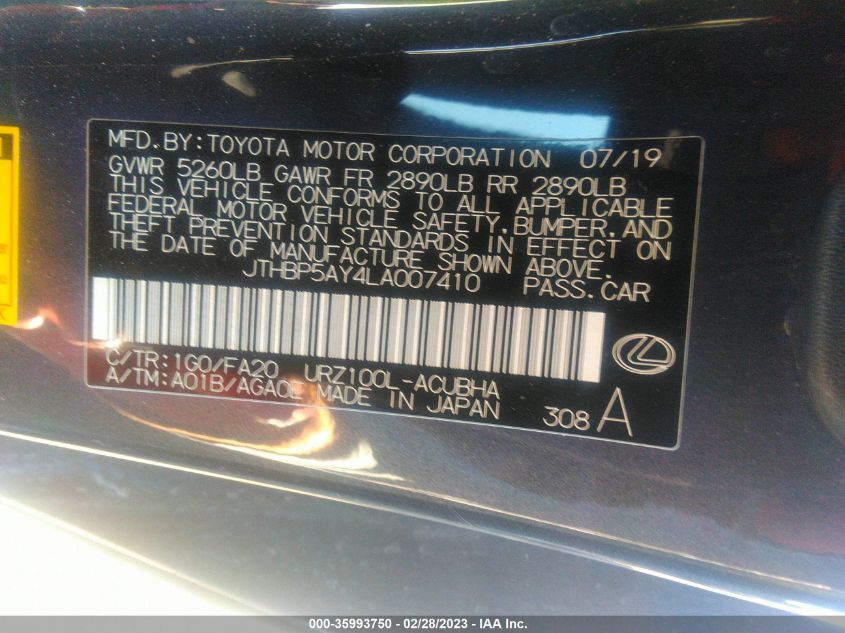 MFD.BY:TOYOTA MOTOR CORPORATION 07/19
GVWR 5260LB GAWR FR 2890LB RR 2890LB
THIS VEHICLE CONFORMS TO ALL APPLICABLE
FEDERAL MOTOR VEHICLE SAFETY,BUMPER,AND
THEFT PREVENTION STANDARDS IN EFFECT ON
THE DATE OF MANUFACTURE SHOWN ABOVE.
JTHBP5AY4LA007410 PASS.CAR
C/TR:1G0/FA20 URZ100L-ACUBHA
A/TM:A01B/AGA0E MADE IN JAPAN
308 A
000-35993750 — 02/28/2023 — IAA Inc.